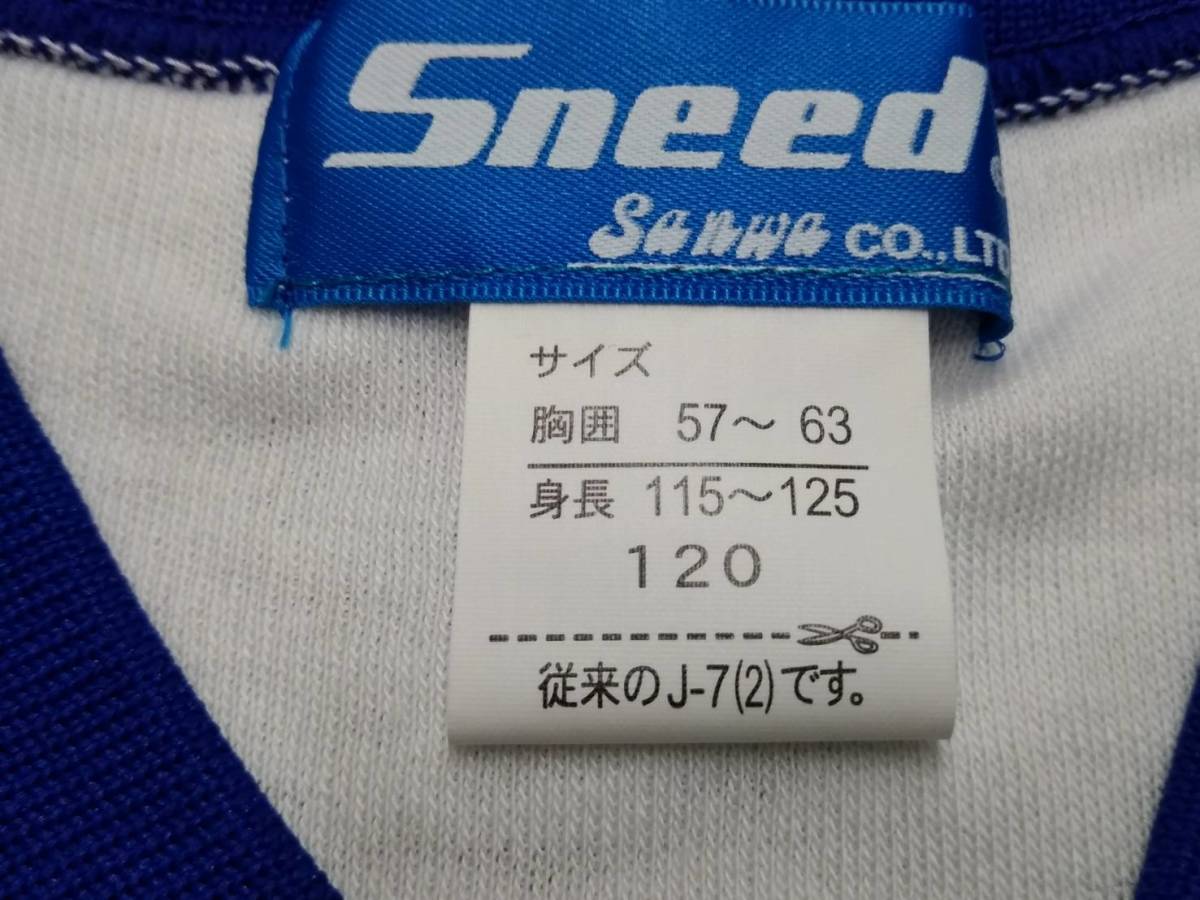 Sneed
Sanwa CO., LTD
サイズ
胸囲 57～ 63
身長 115～125
120
従来のJ-7(2)です。